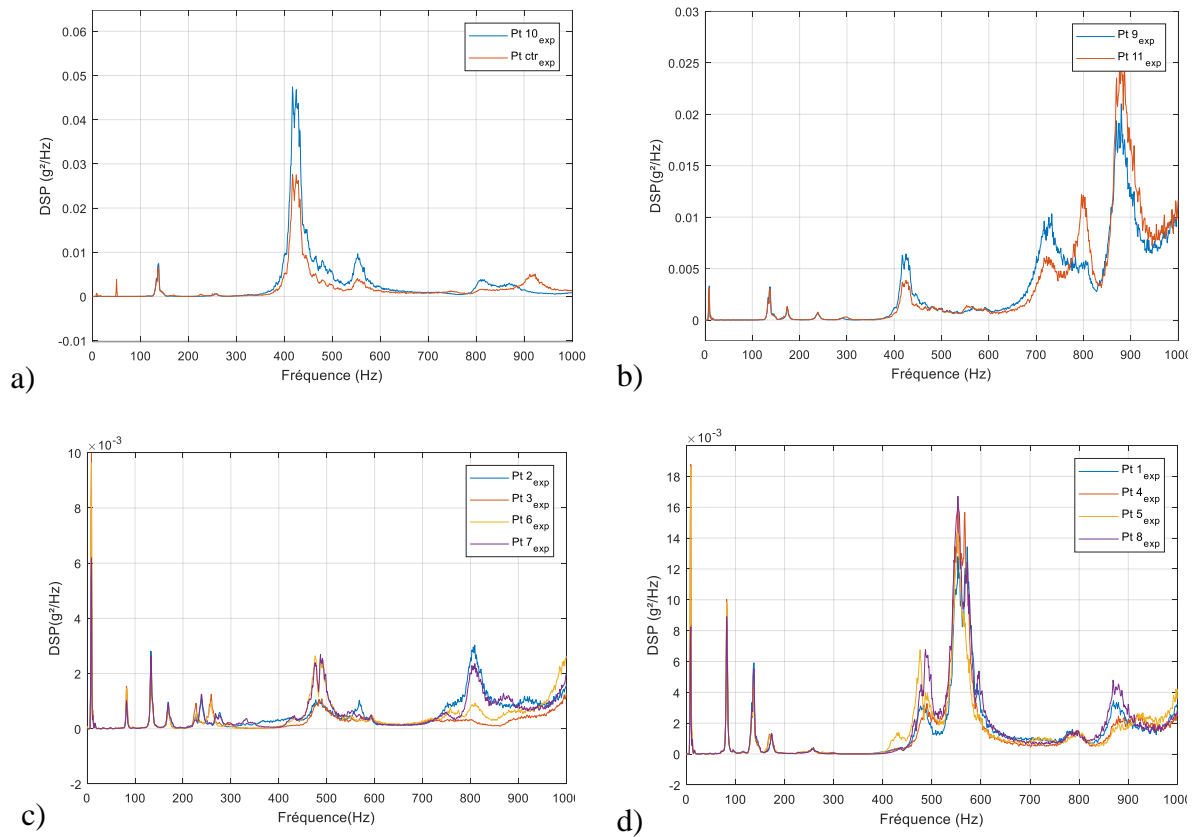 DSP (g²/Hz)
0.06
0.05
0.04
0.03
0.02
0.01
0
-0.01
Pt 10exp
Pt ctrexp
0 100 200 300 400 500 600 700 800 900 1000
Fréquence (Hz)
a)
DSP(g²/Hz)
0.03
0.025
0.02
0.015
0.01
0.005
0
Pt 9exp
Pt 11exp
0 100 200 300 400 500 600 700 800 900 1000
Fréquence (Hz)
b)
× 10-3
DSP(g²/Hz)
10
8
6
4
2
0
-2
Pt 2exp
Pt 3exp
Pt 6exp
Pt 7exp
0 100 200 300 400 500 600 700 800 900 1000
Fréquence(Hz)
c)
× 10-3
DSP (g²/Hz)
18
16
14
12
10
8
6
4
2
0
-2
Pt 1exp
Pt 4exp
Pt 5exp
Pt 8exp
0 100 200 300 400 500 600 700 800 900 1000
Fréquence (Hz)
d)